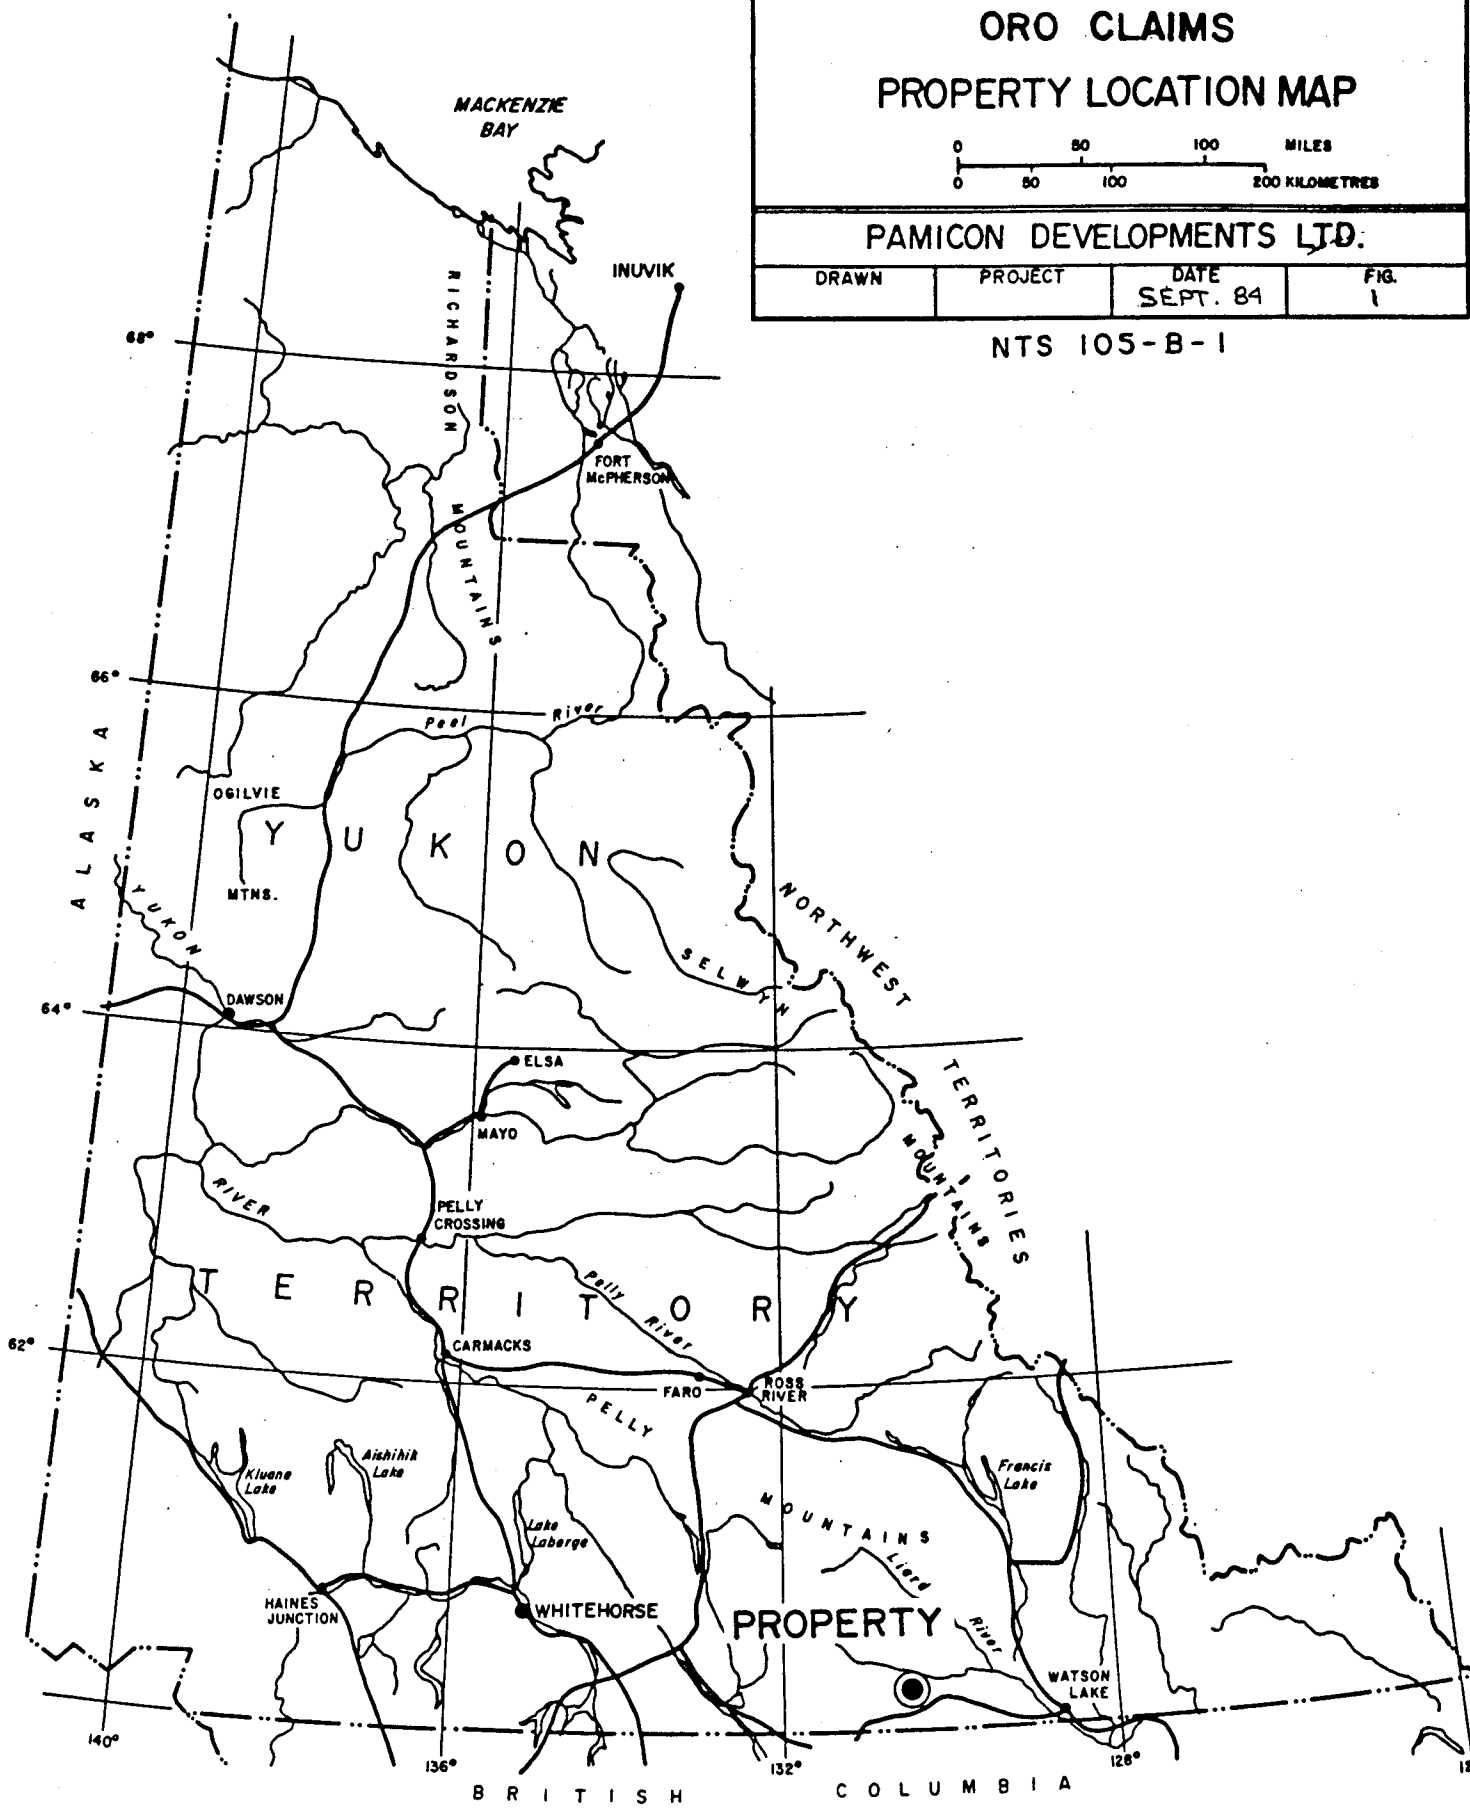 ORO CLAIMS
PROPERTY LOCATION MAP
0 50 100 MILES
0 50 100 200 KILOMETRES
PAMICON DEVELOPMENTS LTD.
DRAWN PROJECT DATE FIG.
SEPT. 84 1
NTS 105-B-1
MACKENZIE
BAY
INUVIK
RICHARDSON
MOUNTAINS
68°
FORT
McPHERSON
66°
Peel River
ALASKA
OGILVIE
MTNS.
YUKON
YUKON
RIVER
NORTHWEST
TERRITORIES
SELWYN
MOUNTAINS
64°
DAWSON
ELSA
MAYO
PELLY
CROSSING
TERRITORY
Pelly
River
62°
CARMACKS
FARO
ROSS
RIVER
PELLY
MOUNTAINS
Kluane
Lake
Aishihik
Lake
Francis
Lake
Lake
Laberge
Liard
River
HAINES
JUNCTION
WHITEHORSE
PROPERTY
WATSON
LAKE
140°
136°
132°
128°
BRITISH COLUMBIA